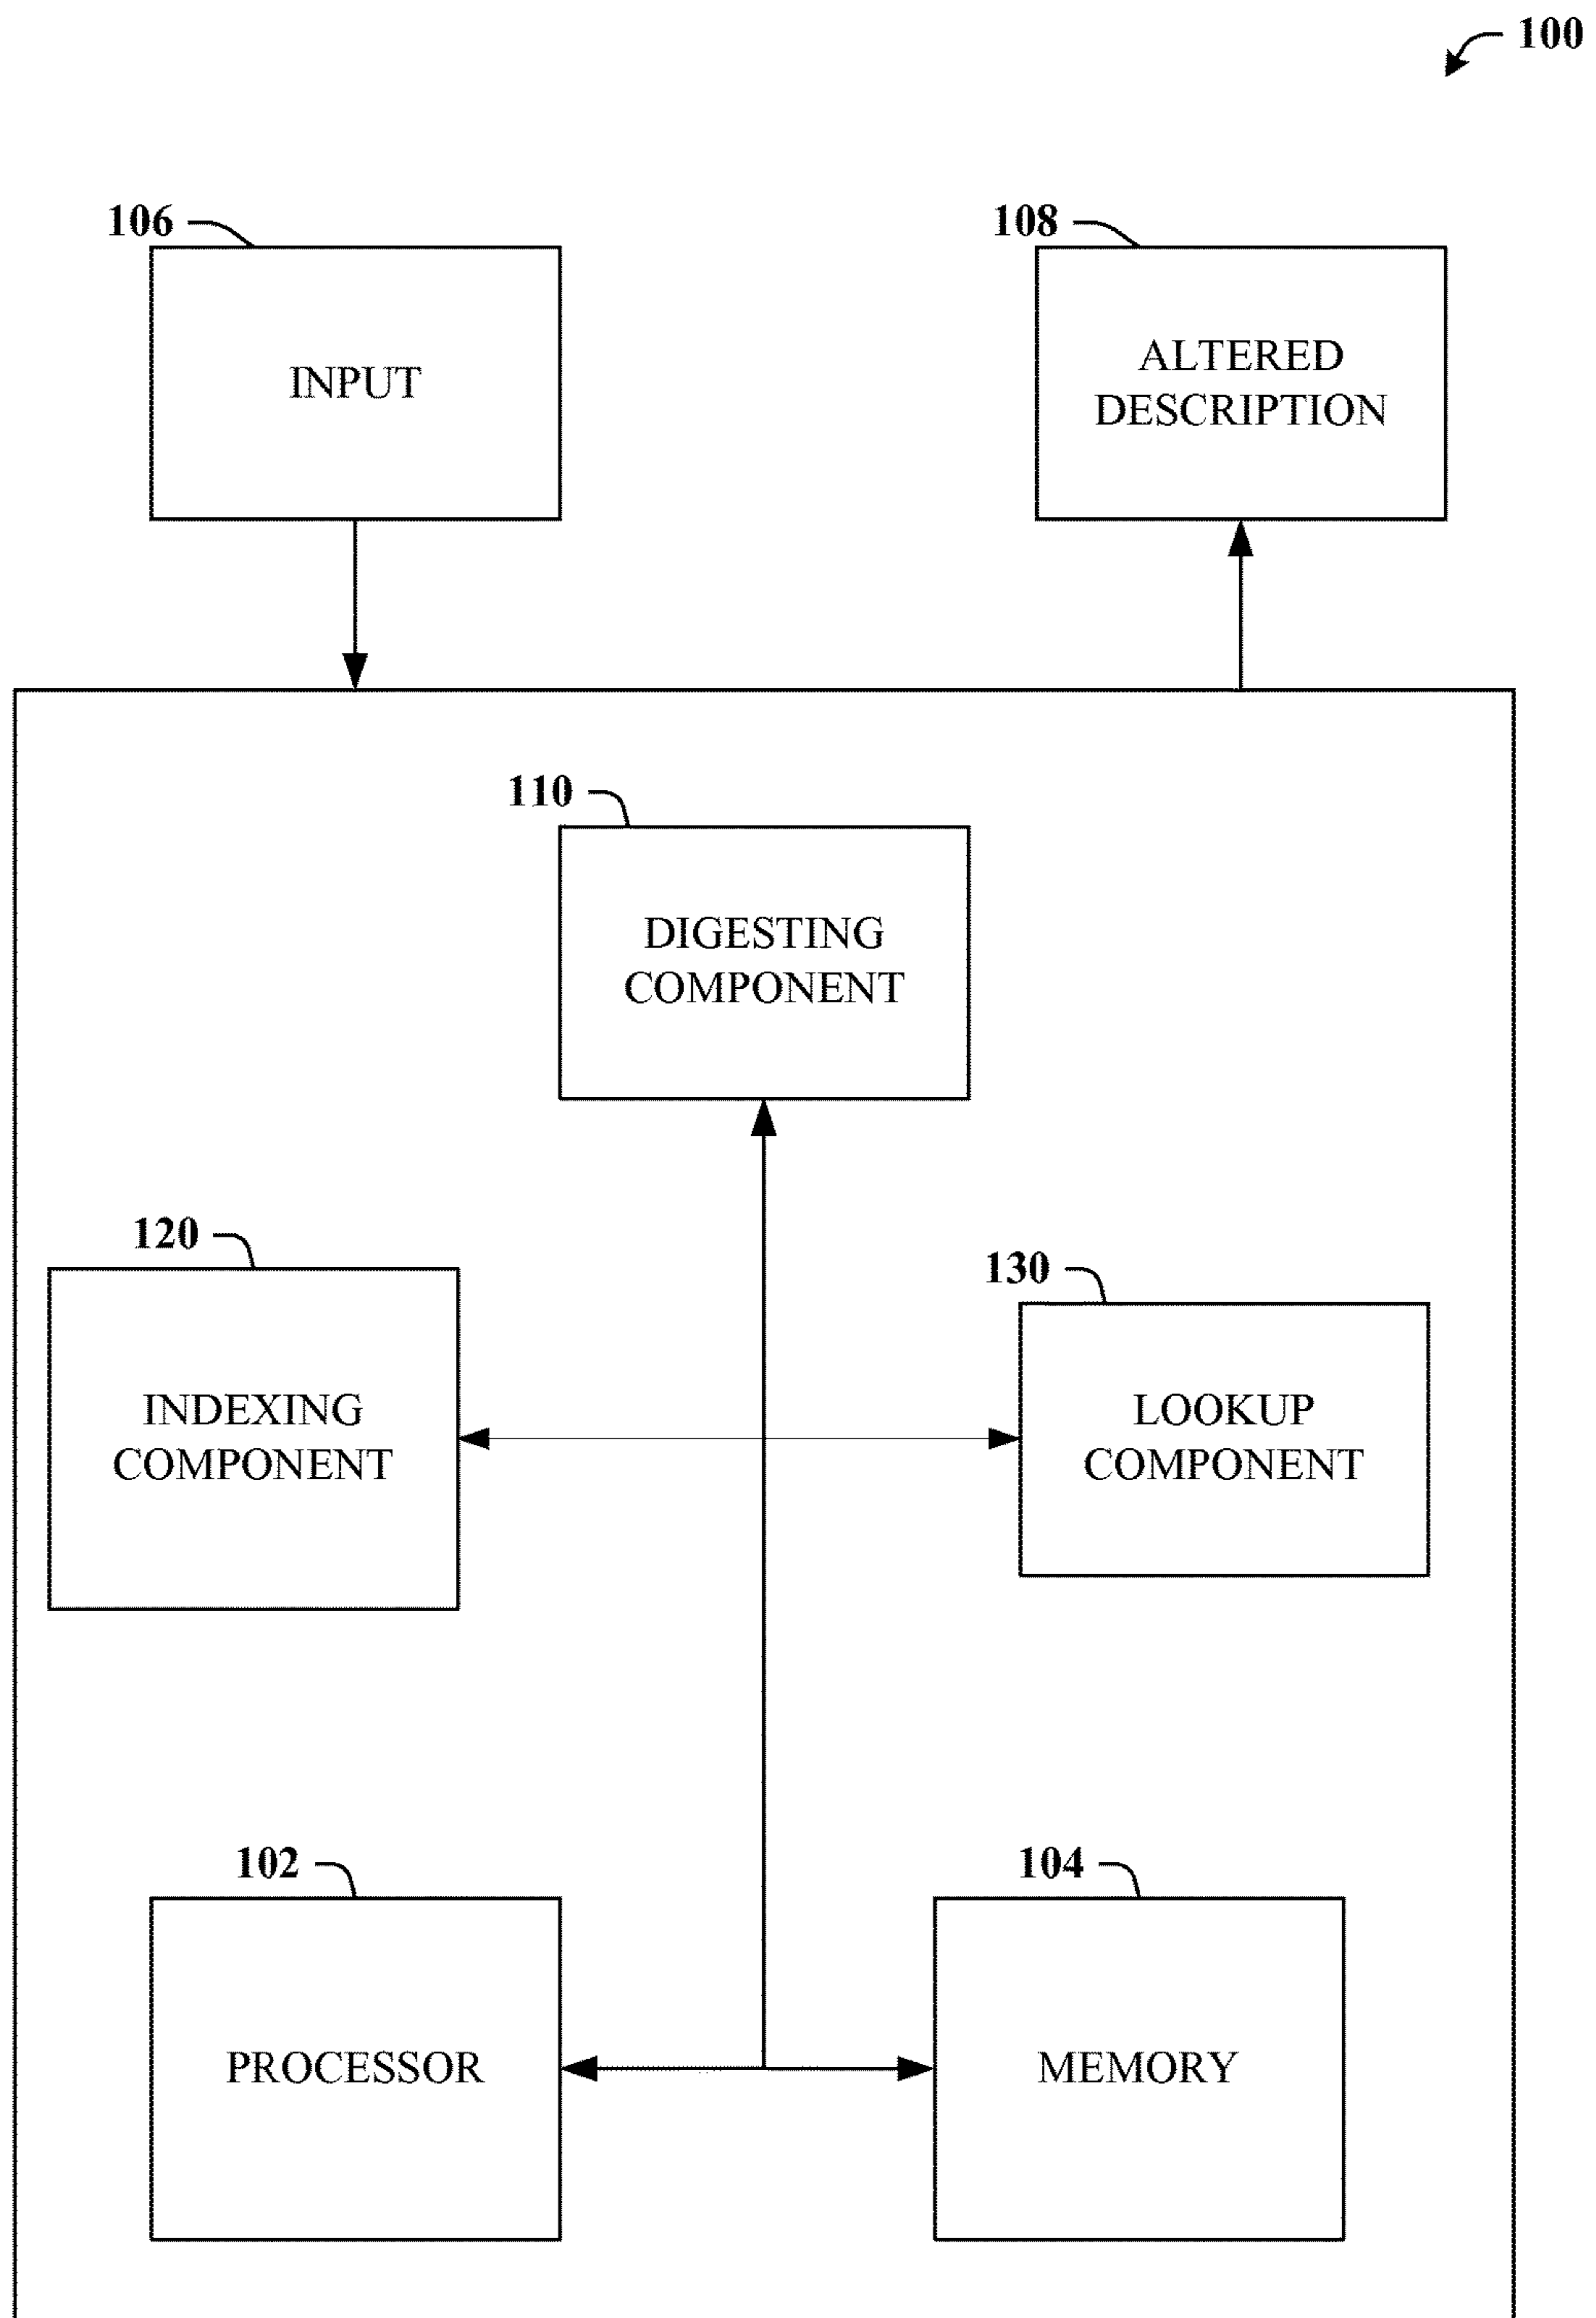 100
106
108
INPUT
ALTERED
DESCRIPTION
110
DIGESTING
COMPONENT
120
130
INDEXING
COMPONENT
LOOKUP
COMPONENT
102
104
PROCESSOR
MEMORY